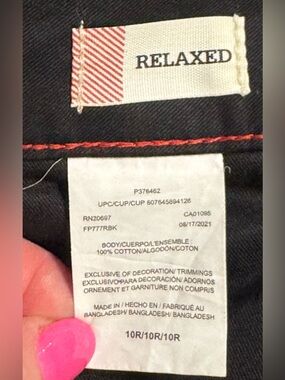 RELAXED
P376462
UPC/CUP/CUP 607645894126
RN20697 CA01095
FP777RBK 08/17/2021
BODY/CUERPO/L'ENSEMBLE:
100% COTTON/ALGODÓN/COTON
EXCLUSIVE OF DECORATION/TRIMMINGS
EXCLUSIVO/PARA DECORACIÓN/ADORNOS
ORNEMENT ET GARNITURE NON COMPRIS
MADE IN / HECHO EN / FABRIQUÉ AU
BANGLADESH/ BANGLADESH/ BANGLADESH
10R/10R/10R